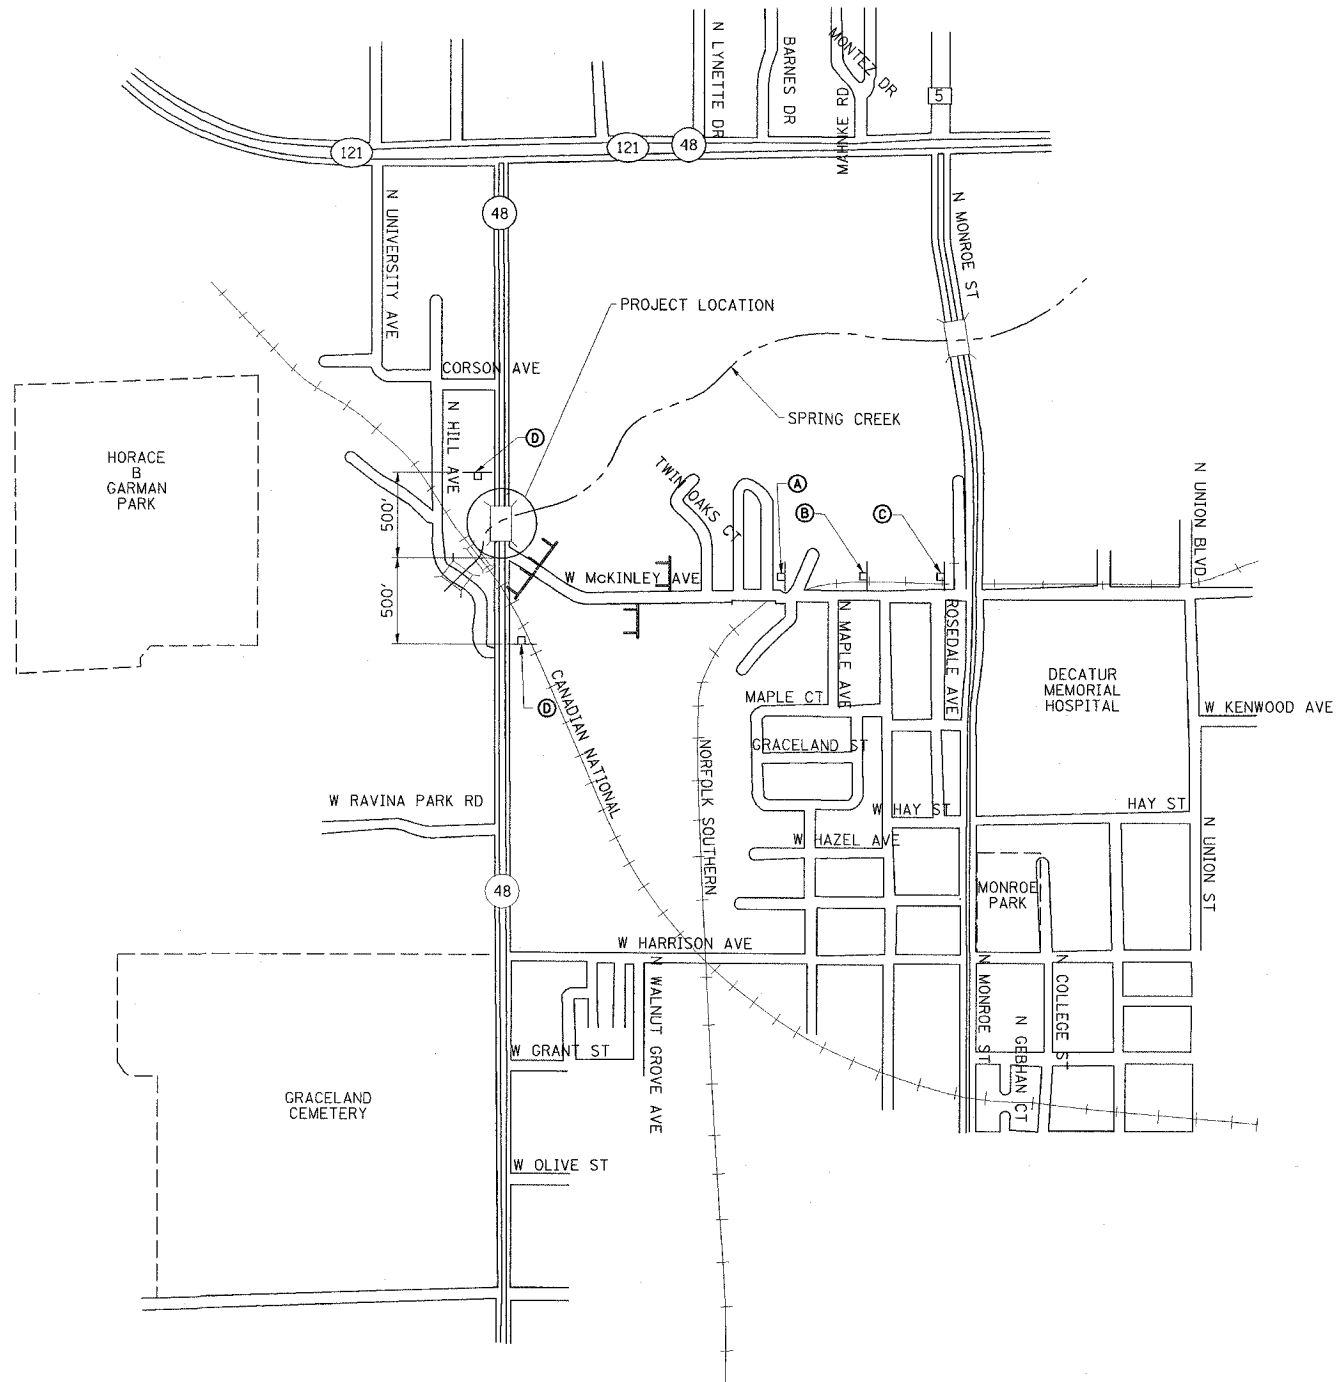 N LYNETTE DR
BARNES DR
MONTEZ DR
MAHNKE RD
5
121
121
48
48
N UNIVERSITY AVE
N MONROE ST
PROJECT LOCATION
CORSON AVE
SPRING CREEK
N HILL AVE
D
HORACE
B
GARMAN
PARK
500'
500'
TWIN OAKS CT
A
B
C
N UNION BLVD
W McKINLEY AVE
N MAPLE AVE
ROSEDALE AVE
D
CANADIAN NATIONAL
MAPLE CT
DECATUR
MEMORIAL
HOSPITAL
W KENWOOD AVE
GRACELAND ST
NORFOLK SOUTHERN
W RAVINA PARK RD
W HAY ST
HAY ST
W HAZEL AVE
N UNION ST
48
MONROE
PARK
W HARRISON AVE
N WALNUT GROVE AVE
N MONROE ST
N COLLEGE ST
N GEBHAN CT
W GRANT ST
GRACELAND
CEMETERY
W OLIVE ST